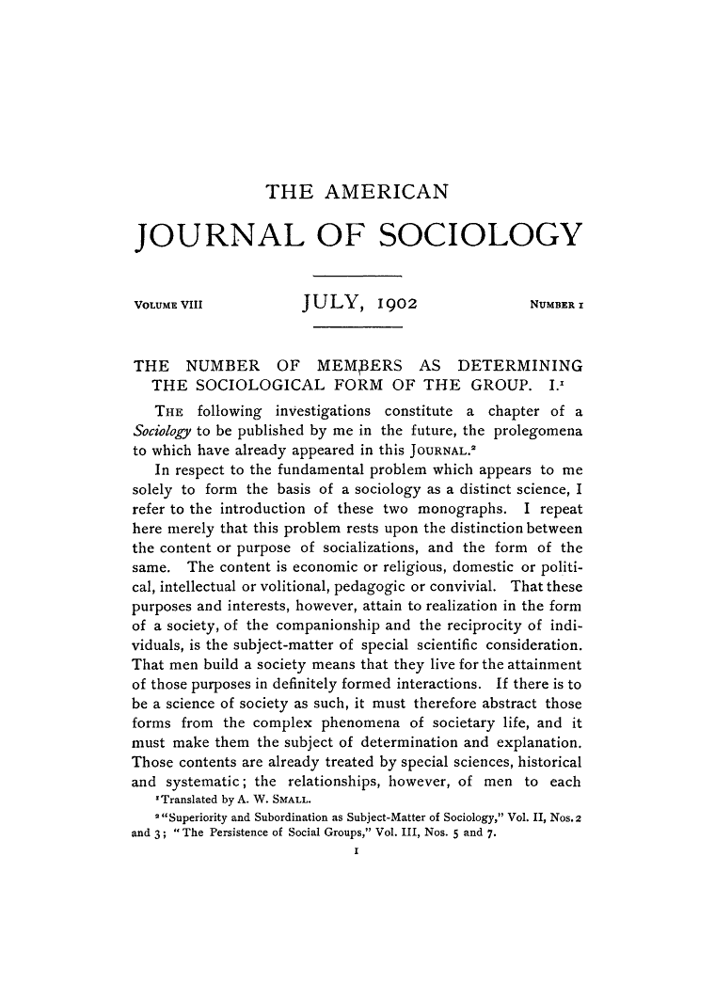 THE AMERICAN
JOURNAL OF SOCIOLOGY
VOLUME VIII JULY, 1902 NUMBER 1
THE NUMBER OF MEMBERS AS DETERMINING
THE SOCIOLOGICAL FORM OF THE GROUP. I.¹
THE following investigations constitute a chapter of a
Sociology to be published by me in the future, the prolegomena
to which have already appeared in this JOURNAL.²
In respect to the fundamental problem which appears to me
solely to form the basis of a sociology as a distinct science, I
refer to the introduction of these two monographs. I repeat
here merely that this problem rests upon the distinction between
the content or purpose of socializations, and the form of the
same. The content is economic or religious, domestic or politi-
cal, intellectual or volitional, pedagogic or convivial. That these
purposes and interests, however, attain to realization in the form
of a society, of the companionship and the reciprocity of indi-
viduals, is the subject-matter of special scientific consideration.
That men build a society means that they live for the attainment
of those purposes in definitely formed interactions. If there is to
be a science of society as such, it must therefore abstract those
forms from the complex phenomena of societary life, and it
must make them the subject of determination and explanation.
Those contents are already treated by special sciences, historical
and systematic; the relationships, however, of men to each
¹ Translated by A. W. SMALL.
² "Superiority and Subordination as Subject-Matter of Sociology," Vol. II, Nos. 2
and 3; "The Persistence of Social Groups," Vol. III, Nos. 5 and 7.
1